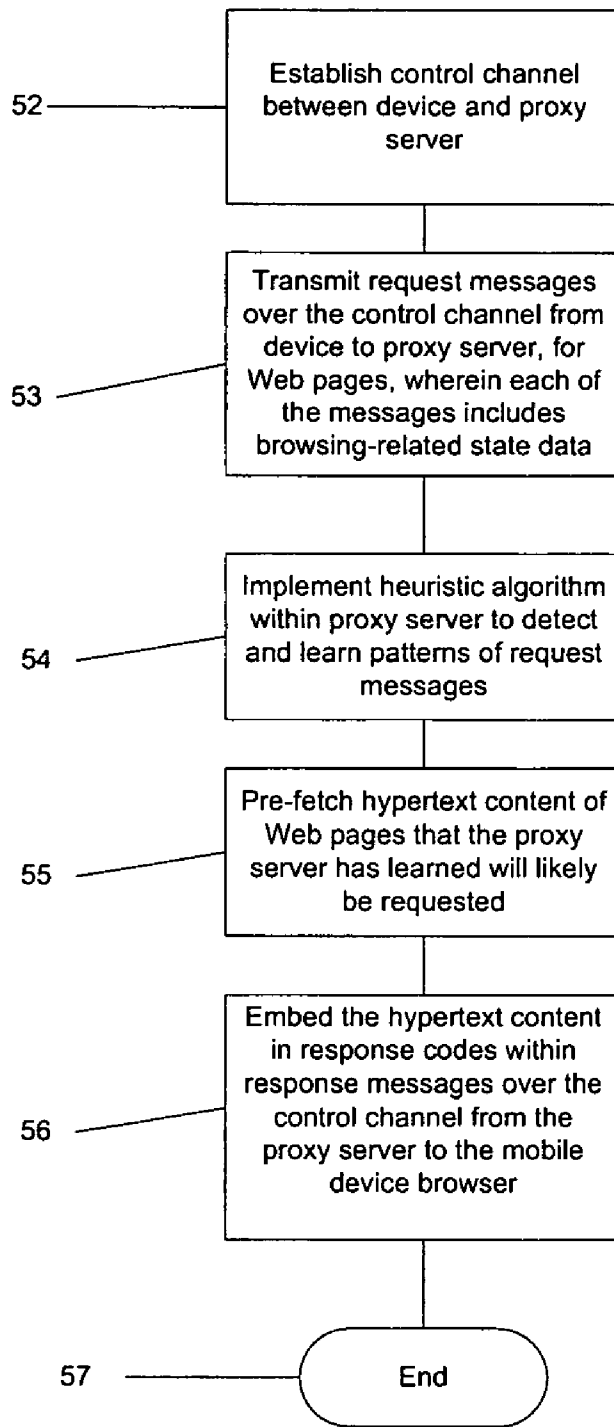 52
Establish control channel
between device and proxy
server
53
Transmit request messages
over the control channel from
device to proxy server, for
Web pages, wherein each of
the messages includes
browsing-related state data
54
Implement heuristic algorithm
within proxy server to detect
and learn patterns of request
messages
55
Pre-fetch hypertext content of
Web pages that the proxy
server has learned will likely
be requested
56
Embed the hypertext content
in response codes within
response messages over the
control channel from the
proxy server to the mobile
device browser
57
End